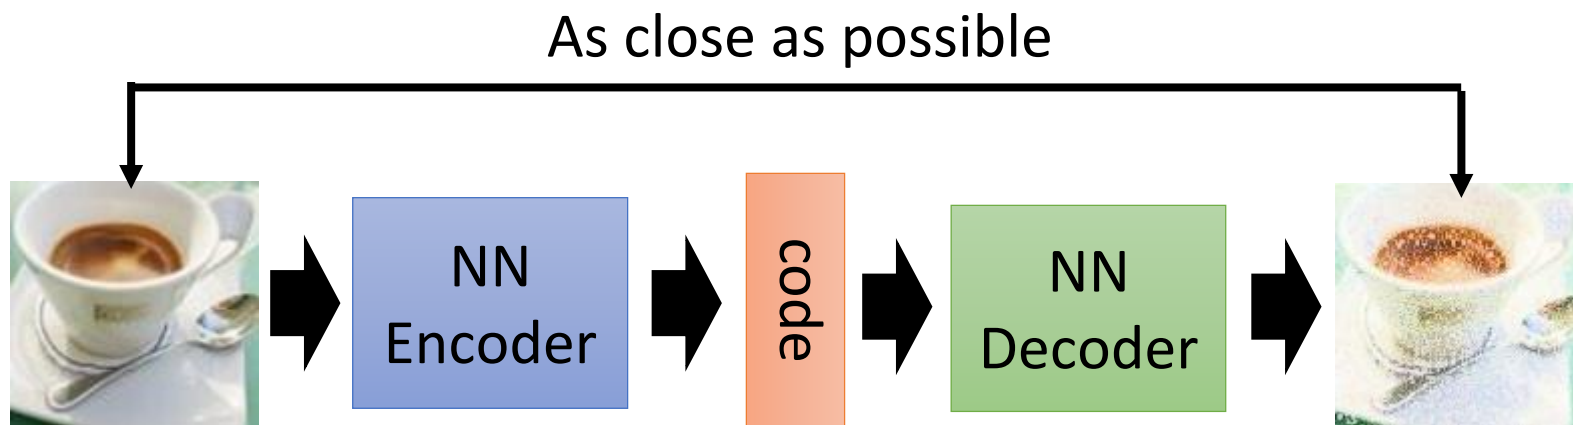 As close as possible
NN
Encoder
code
NN
Decoder